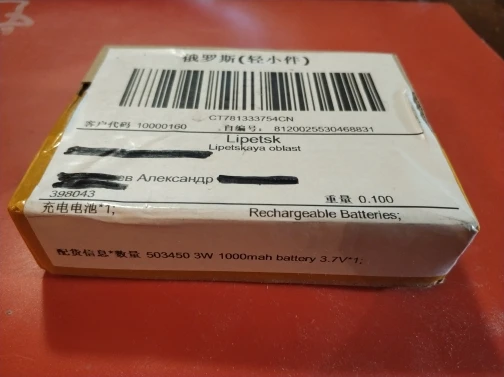 俄罗斯(轻小件)
CT781333754CN
客户代码 10000160 自编号: 8120025530468831
Lipetsk
Lipetskaya oblast
ев Александр
398043 重量 0.100
充电电池*1; Rechargeable Batteries;
配货信息*数量 503450 3W 1000mah battery 3.7V*1;